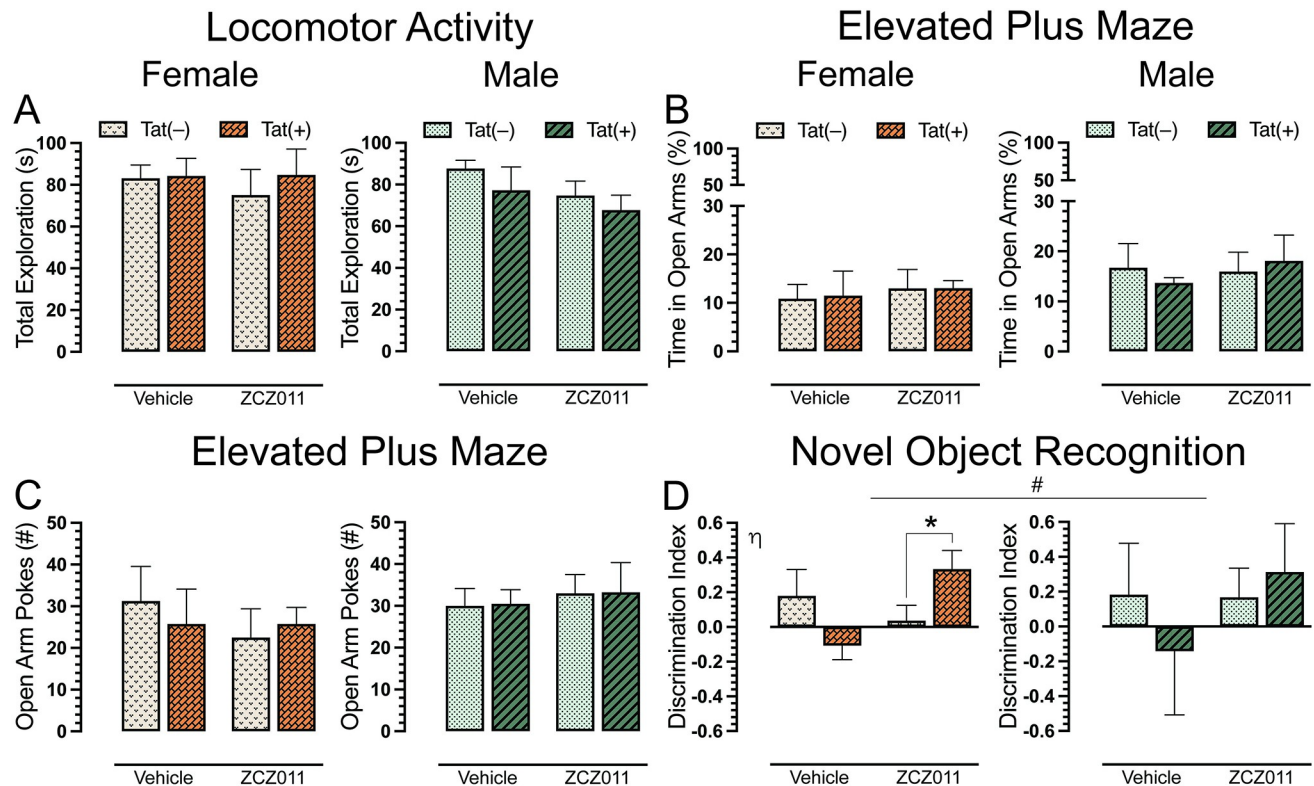 Locomotor Activity
Elevated Plus Maze
Female
Male
Female
Male
A
Tat(–)
Tat(+)
Total Exploration (s)
100
80
60
40
20
0
Vehicle
ZCZ011
Tat(–)
Tat(+)
Total Exploration (s)
100
80
60
40
20
0
Vehicle
ZCZ011
B
Tat(–)
Tat(+)
Time in Open Arms (%)
100
50
30
20
10
0
Vehicle
ZCZ011
Tat(–)
Tat(+)
Time in Open Arms (%)
100
50
30
20
10
0
Vehicle
ZCZ011
Elevated Plus Maze
Novel Object Recognition
C
Open Arm Pokes (#)
50
40
30
20
10
0
Vehicle
ZCZ011
Open Arm Pokes (#)
50
40
30
20
10
0
Vehicle
ZCZ011
D
#
Discrimination Index
0.6
0.4
0.2
0.0
-0.2
-0.4
-0.6
η
*
Vehicle
ZCZ011
Discrimination Index
0.6
0.4
0.2
0.0
-0.2
-0.4
-0.6
Vehicle
ZCZ011